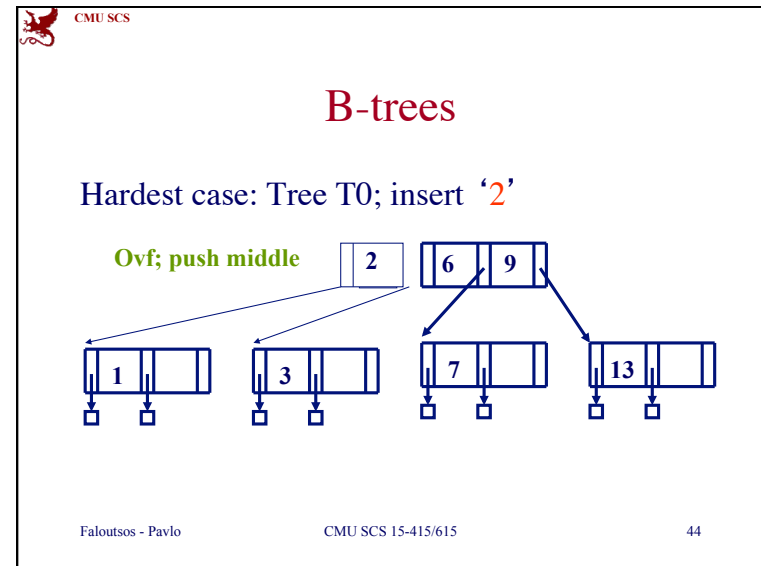 CMU SCS
B-trees
Hardest case: Tree T0; insert ‘2’
Ovf; push middle
2 6 9
1 3 7 13
Faloutsos - Pavlo CMU SCS 15-415/615 44